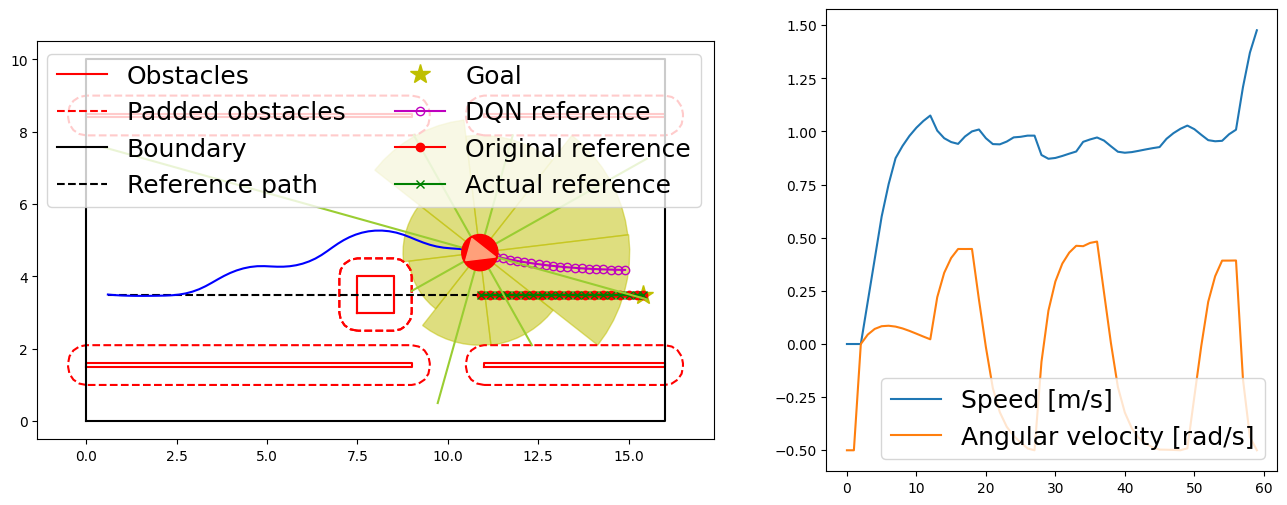 Obstacles
Padded obstacles
Boundary
Reference path
Goal
DQN reference
Original reference
Actual reference
10
8
6
4
2
0
0.0 2.5 5.0 7.5 10.0 12.5 15.0
1.50
1.25
1.00
0.75
0.50
0.25
0.00
−0.25
−0.50
Speed [m/s]
Angular velocity [rad/s]
0 10 20 30 40 50 60